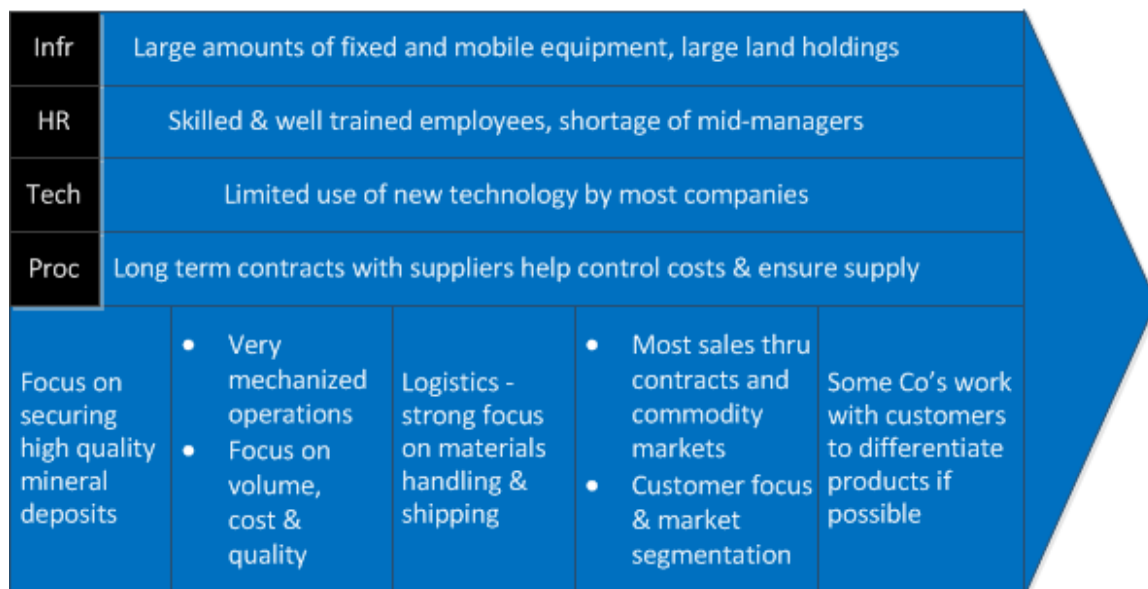 Infr
Large amounts of fixed and mobile equipment, large land holdings
HR
Skilled & well trained employees, shortage of mid-managers
Tech
Limited use of new technology by most companies
Proc
Long term contracts with suppliers help control costs & ensure supply
Focus on
securing
high quality
mineral
deposits
• Very
mechanized
operations
• Focus on
volume,
cost &
quality
Logistics -
strong focus
on materials
handling &
shipping
• Most sales thru
contracts and
commodity
markets
• Customer focus
& market
segmentation
Some Co's work
with customers
to differentiate
products if
possible